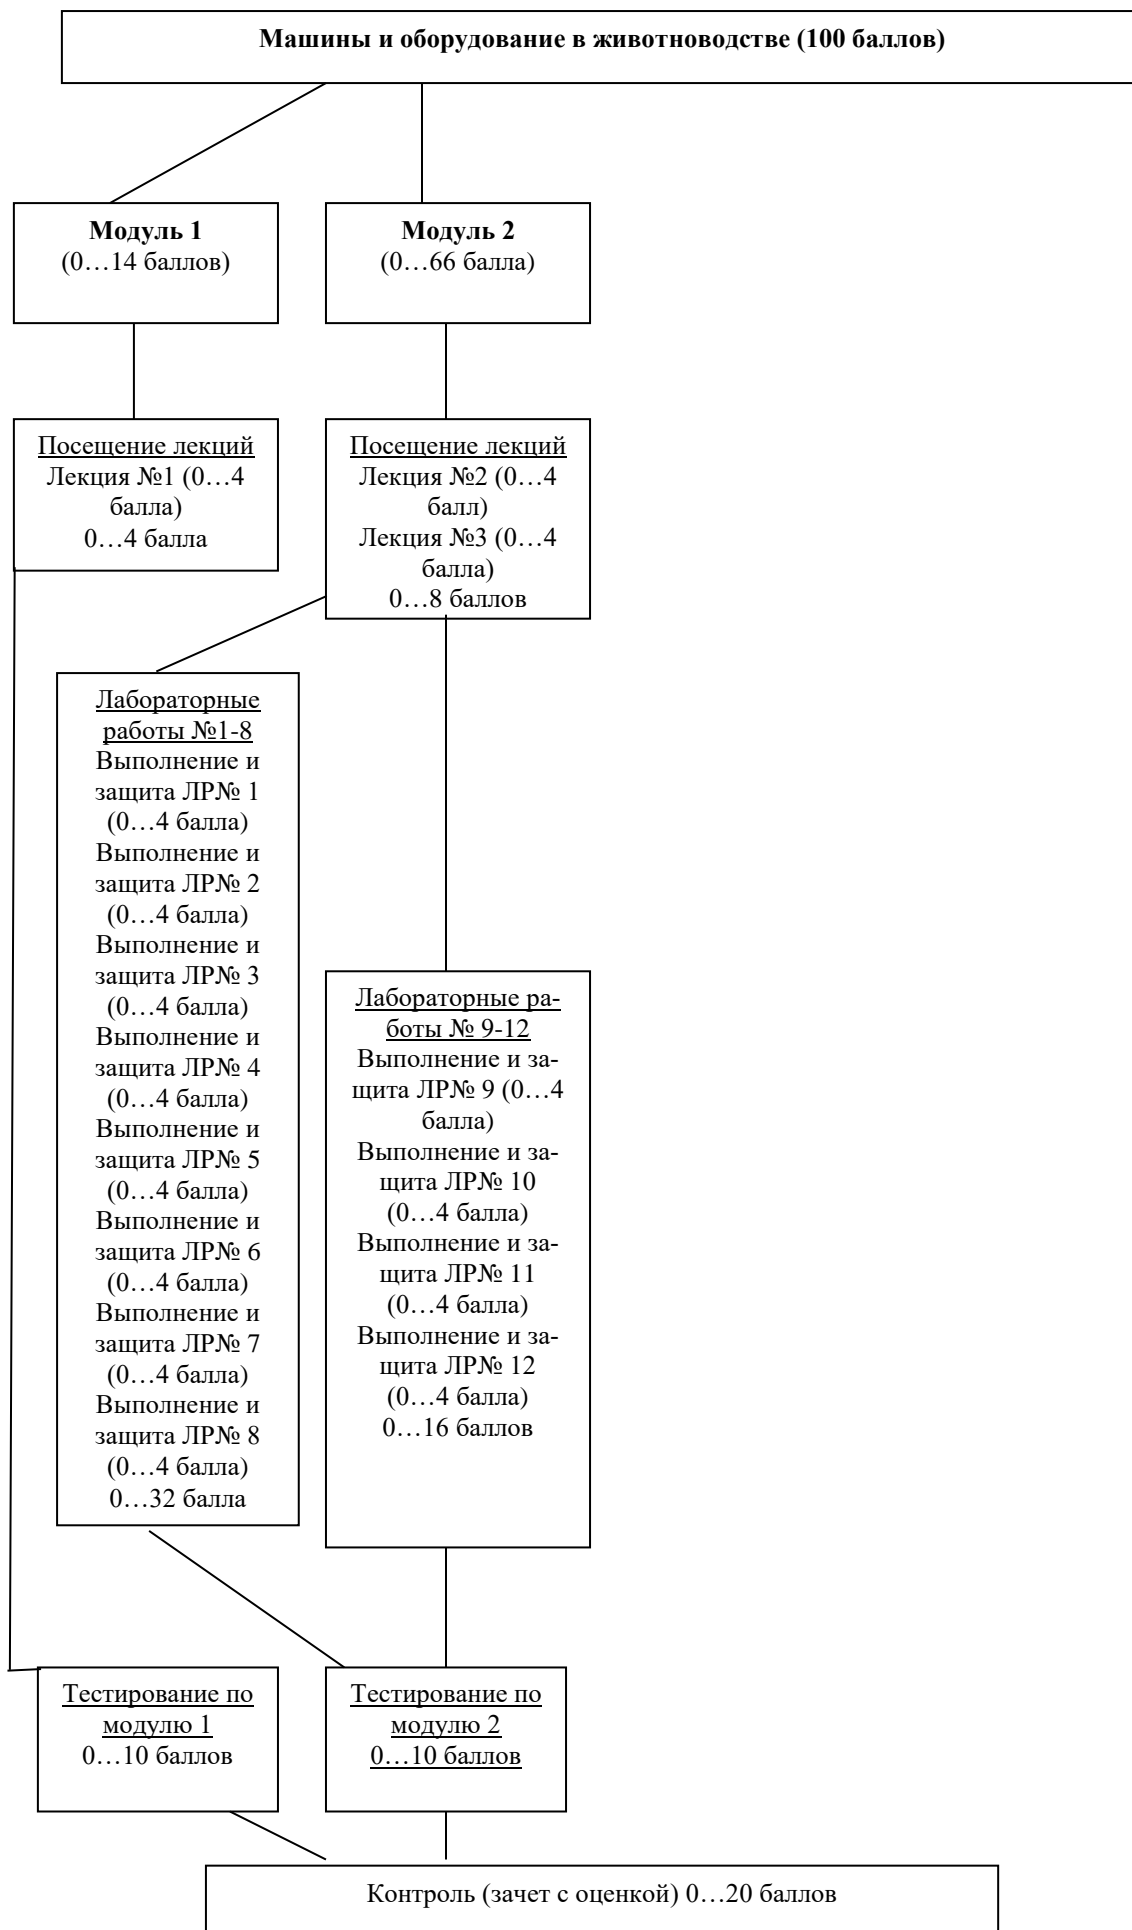 Машины и оборудование в животноводстве (100 баллов)
Модуль 1
(0…14 баллов)
Модуль 2
(0…66 балла)
Посещение лекций
Лекция №1 (0…4
балла)
0…4 балла
Посещение лекций
Лекция №2 (0…4
балл)
Лекция №3 (0…4
балла)
0…8 баллов
Лабораторные
работы №1-8
Выполнение и
защита ЛР№ 1
(0…4 балла)
Выполнение и
защита ЛР№ 2
(0…4 балла)
Выполнение и
защита ЛР№ 3
(0…4 балла)
Выполнение и
защита ЛР№ 4
(0…4 балла)
Выполнение и
защита ЛР№ 5
(0…4 балла)
Выполнение и
защита ЛР№ 6
(0…4 балла)
Выполнение и
защита ЛР№ 7
(0…4 балла)
Выполнение и
защита ЛР№ 8
(0…4 балла)
0…32 балла
Лабораторные ра-
боты № 9-12
Выполнение и за-
щита ЛР№ 9 (0…4
балла)
Выполнение и за-
щита ЛР№ 10
(0…4 балла)
Выполнение и за-
щита ЛР№ 11
(0…4 балла)
Выполнение и за-
щита ЛР№ 12
(0…4 балла)
0…16 баллов
Тестирование по
модулю 1
0…10 баллов
Тестирование по
модулю 2
0…10 баллов
Контроль (зачет с оценкой) 0…20 баллов